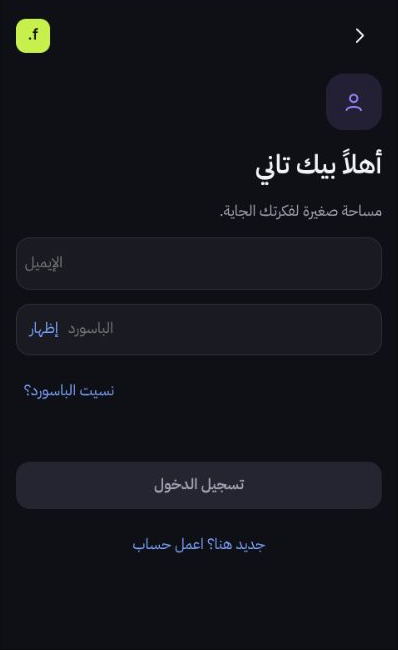 f.
أهلاً بيك تاني
مساحة صغيرة لفكرتك الجاية.
الإيميل
الباسورد إظهار
نسيت الباسورد؟
تسجيل الدخول
جديد هنا؟ اعمل حساب